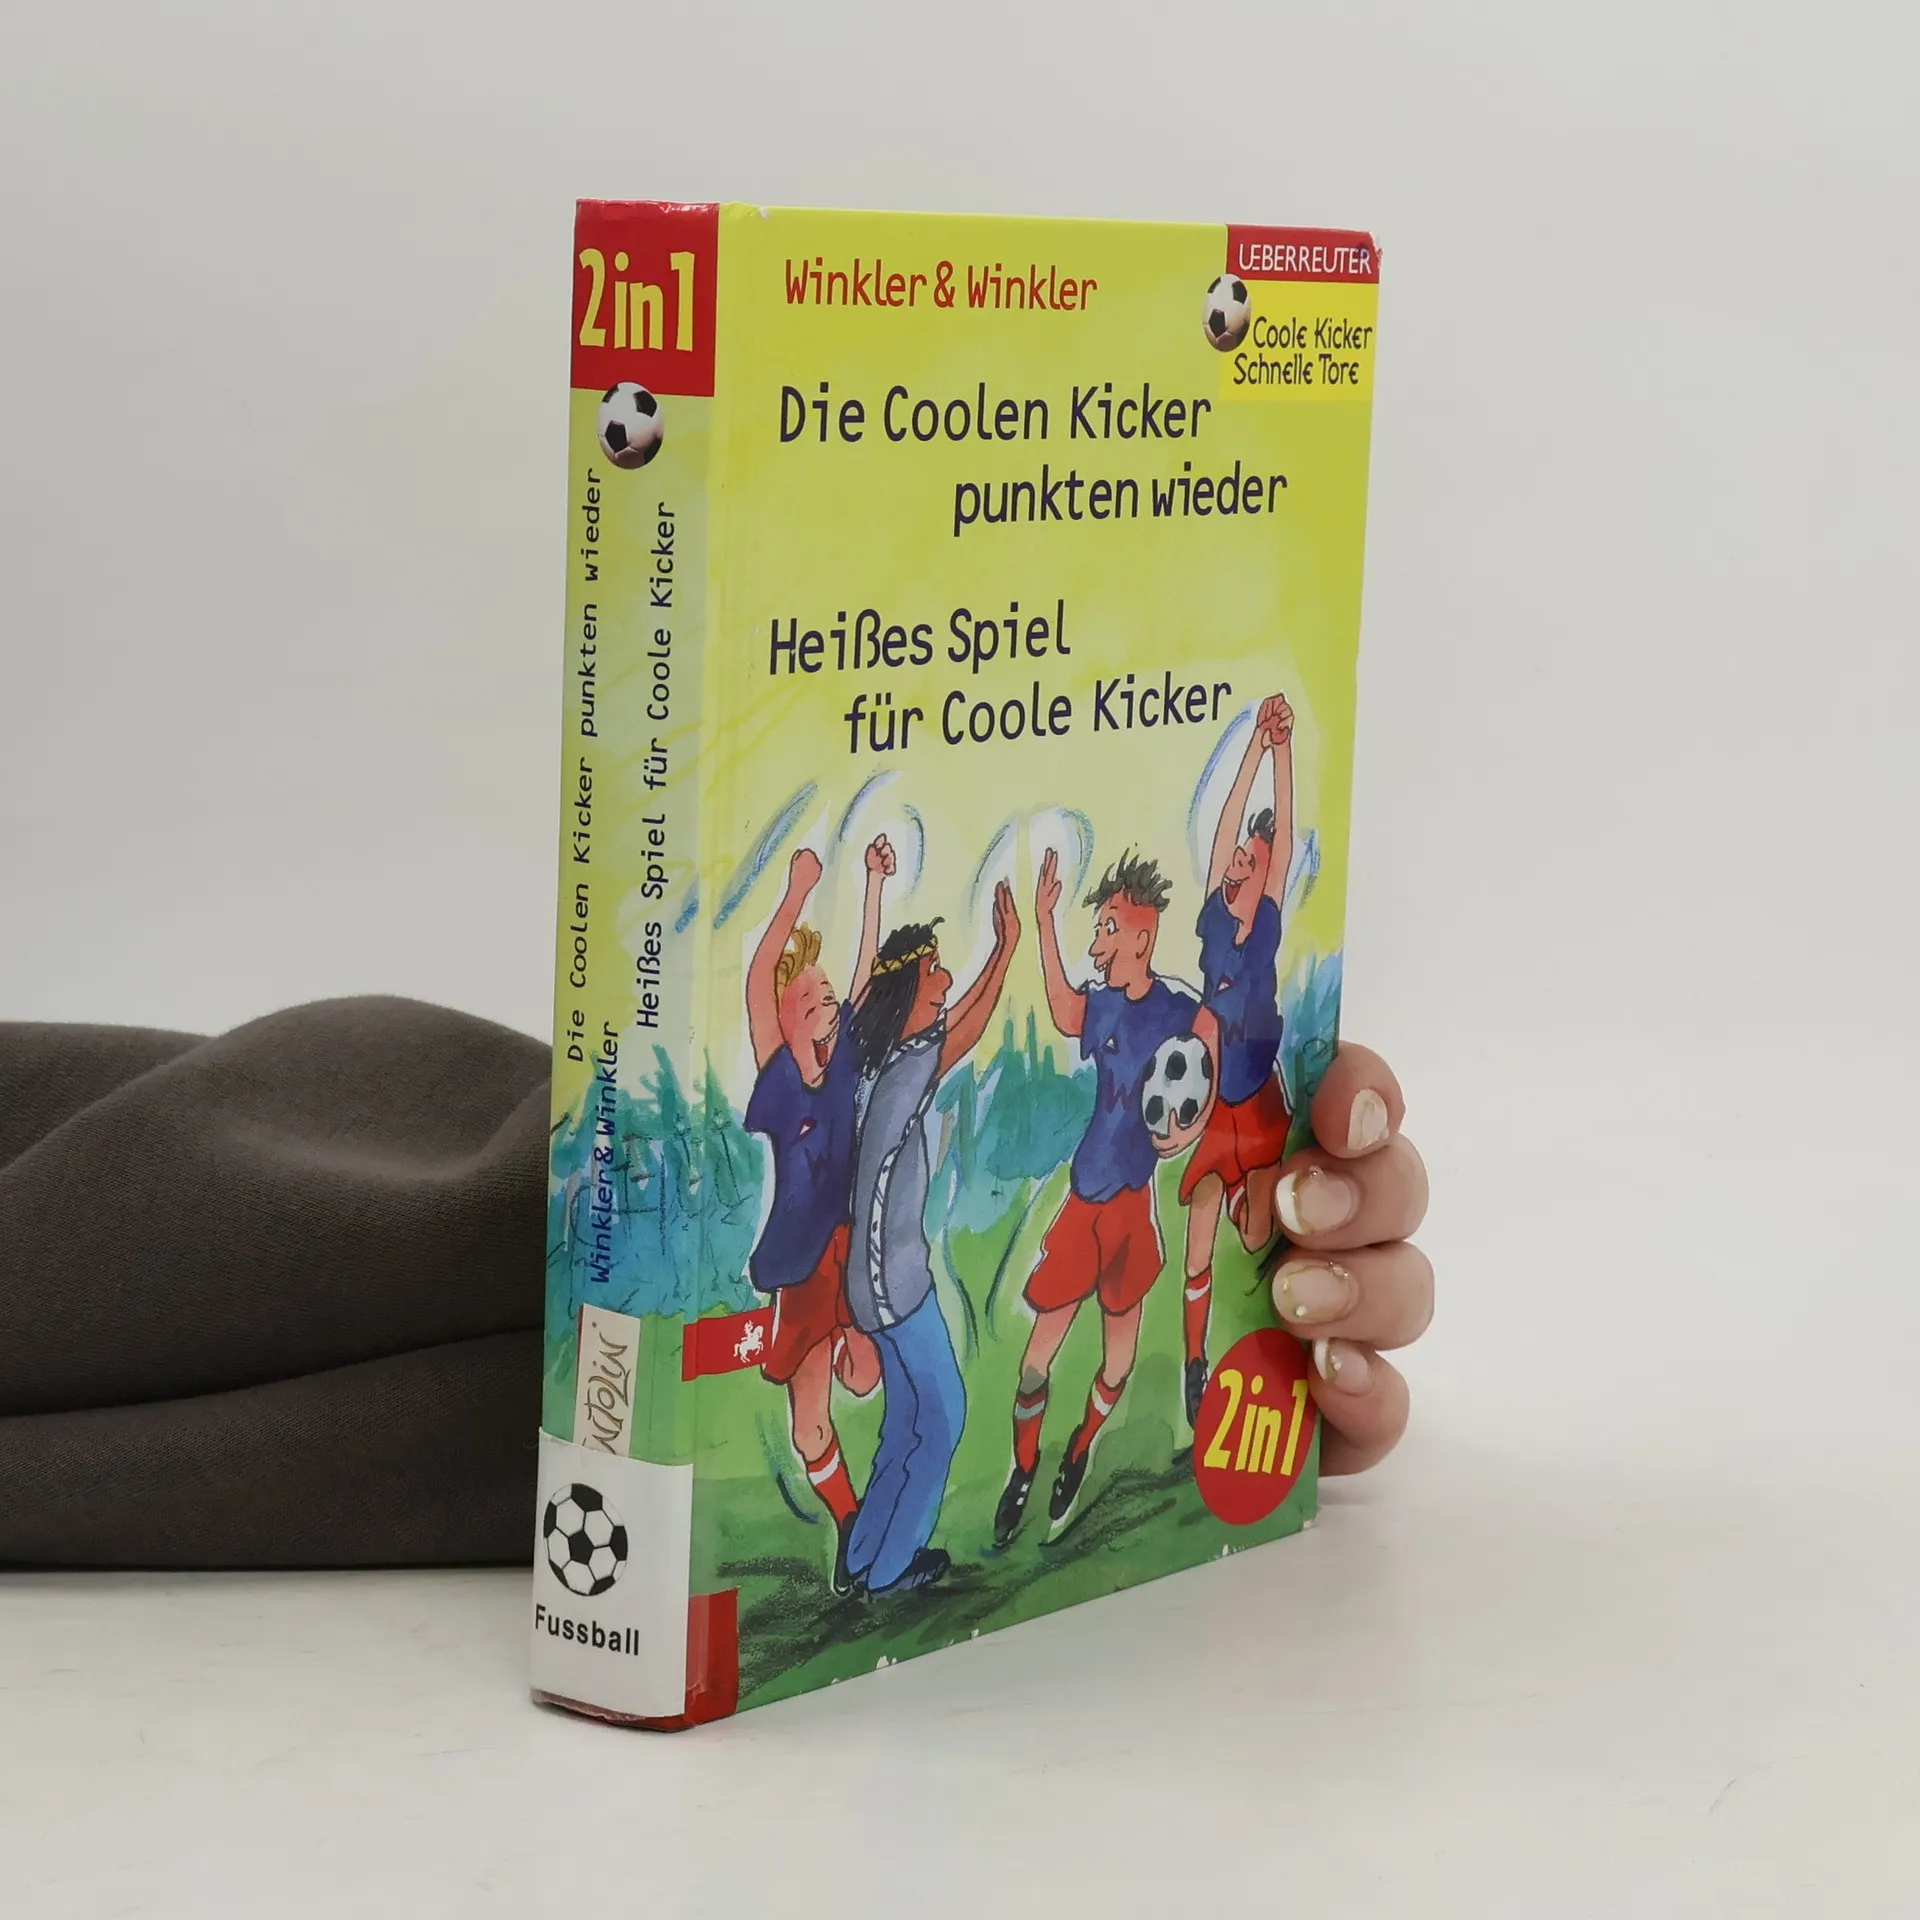 2in1
Die Coolen Kicker punkten wieder
Heißes Spiel für Coole Kicker
Winkler & Winkler
Fussball
Winkler & Winkler
UEBERREUTER
Coole Kicker
Schnelle Tore
Die Coolen Kicker
punkten wieder
Heißes Spiel
für Coole Kicker
2in1